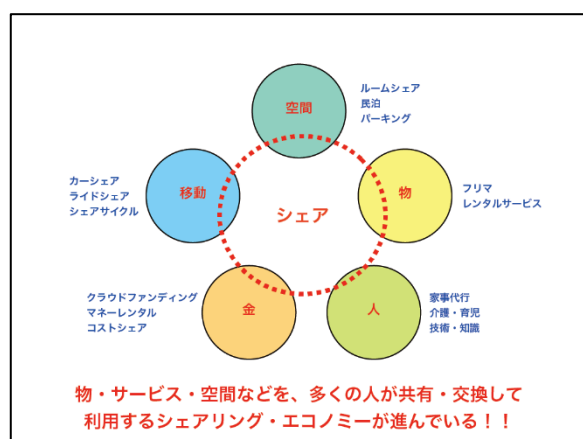 空間
ルームシェア
民泊
パーキング
移動
カーシェア
ライドシェア
シェアサイクル
シェア
物
フリマ
レンタルサービス
クラウドファンディング
マネーレンタル
コストシェア
金
人
家事代行
介護・育児
技術・知識
物・サービス・空間などを、多くの人が共有・交換して
利用するシェアリング・エコノミーが進んでいる！！